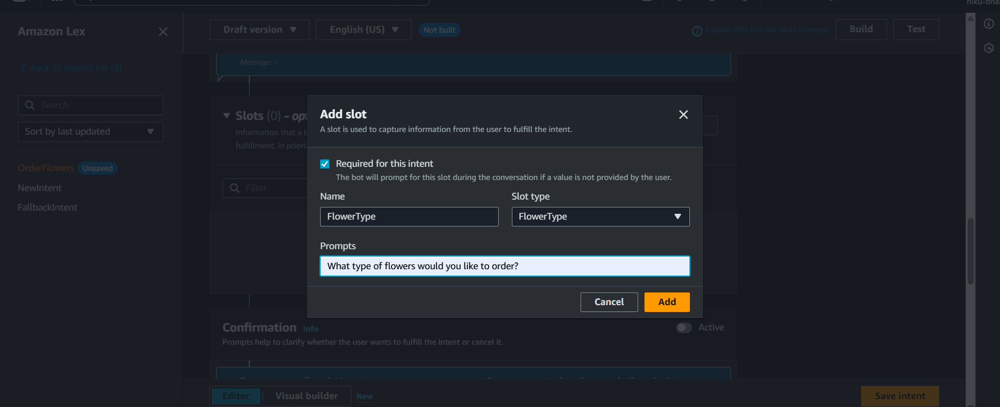 Amazon Lex
Draft version
English (US)
Not built
English (US) has not built changes.
Build
Test
Back to intents list (3)
Message: -
Search
Sort by last updated
OrderFlowers
Unsaved
NewIntent
FallbackIntent
Slots (0) -
Information that a
fulfillment, in
Filter
Add slot
A slot is used to capture information from the user to fulfill the intent.
Required for this intent
The bot will prompt for this slot during the conversation if a value is not provided by the user.
Name
Slot type
FlowerType
FlowerType
Prompts
What type of flowers would you like to order?
Cancel
Add
Confirmation Info
Active
Prompts help to clarify whether the user wants to fulfill the intent or cancel it.
Editor
Visual builder
New
Save intent